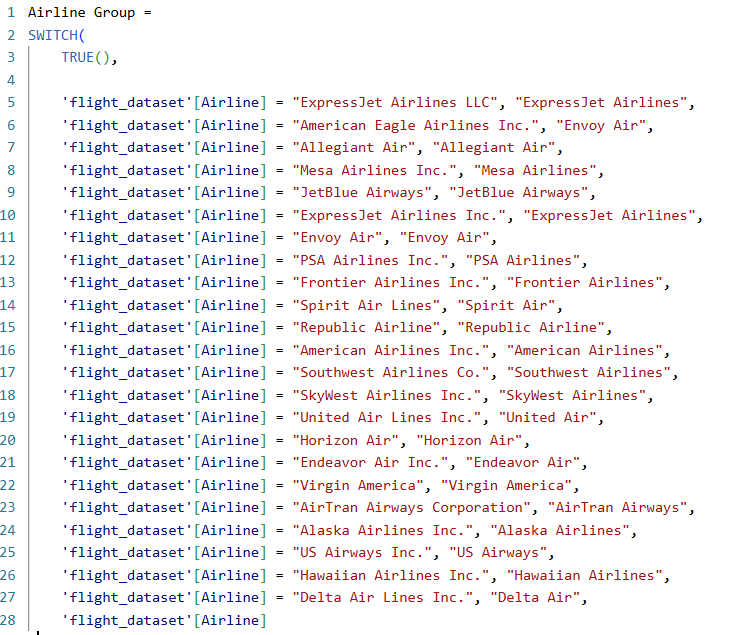 1 Airline Group =
2 SWITCH(
3 TRUE(),
4
5 'flight_dataset'[Airline] = "ExpressJet Airlines LLC", "ExpressJet Airlines",
6 'flight_dataset'[Airline] = "American Eagle Airlines Inc.", "Envoy Air",
7 'flight_dataset'[Airline] = "Allegiant Air", "Allegiant Air",
8 'flight_dataset'[Airline] = "Mesa Airlines Inc.", "Mesa Airlines",
9 'flight_dataset'[Airline] = "JetBlue Airways", "JetBlue Airways",
10 'flight_dataset'[Airline] = "ExpressJet Airlines Inc.", "ExpressJet Airlines",
11 'flight_dataset'[Airline] = "Envoy Air", "Envoy Air",
12 'flight_dataset'[Airline] = "PSA Airlines Inc.", "PSA Airlines",
13 'flight_dataset'[Airline] = "Frontier Airlines Inc.", "Frontier Airlines",
14 'flight_dataset'[Airline] = "Spirit Air Lines", "Spirit Air",
15 'flight_dataset'[Airline] = "Republic Airline", "Republic Airline",
16 'flight_dataset'[Airline] = "American Airlines Inc.", "American Airlines",
17 'flight_dataset'[Airline] = "Southwest Airlines Co.", "Southwest Airlines",
18 'flight_dataset'[Airline] = "SkyWest Airlines Inc.", "SkyWest Airlines",
19 'flight_dataset'[Airline] = "United Air Lines Inc.", "United Air",
20 'flight_dataset'[Airline] = "Horizon Air", "Horizon Air",
21 'flight_dataset'[Airline] = "Endeavor Air Inc.", "Endeavor Air",
22 'flight_dataset'[Airline] = "Virgin America", "Virgin America",
23 'flight_dataset'[Airline] = "AirTran Airways Corporation", "AirTran Airways",
24 'flight_dataset'[Airline] = "Alaska Airlines Inc.", "Alaska Airlines",
25 'flight_dataset'[Airline] = "US Airways Inc.", "US Airways",
26 'flight_dataset'[Airline] = "Hawaiian Airlines Inc.", "Hawaiian Airlines",
27 'flight_dataset'[Airline] = "Delta Air Lines Inc.", "Delta Air",
28 'flight_dataset'[Airline]